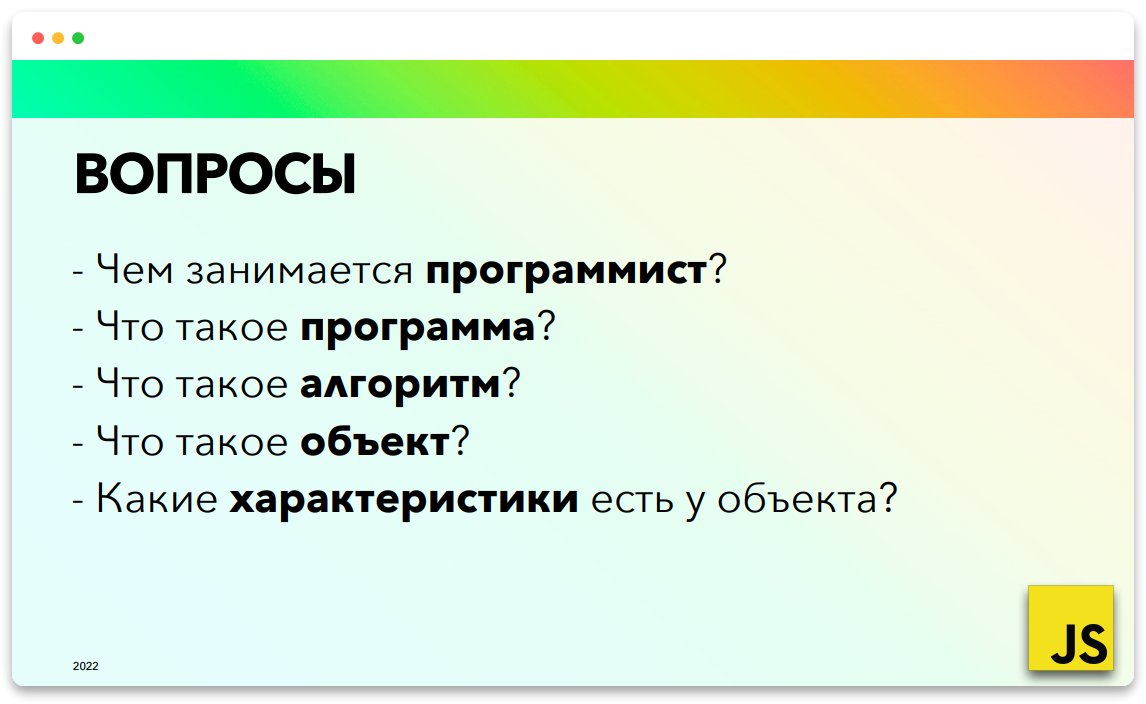 ВОПРОСЫ
- Чем занимается программист?
- Что такое программа?
- Что такое алгоритм?
- Что такое объект?
- Какие характеристики есть у объекта?
JS
2022